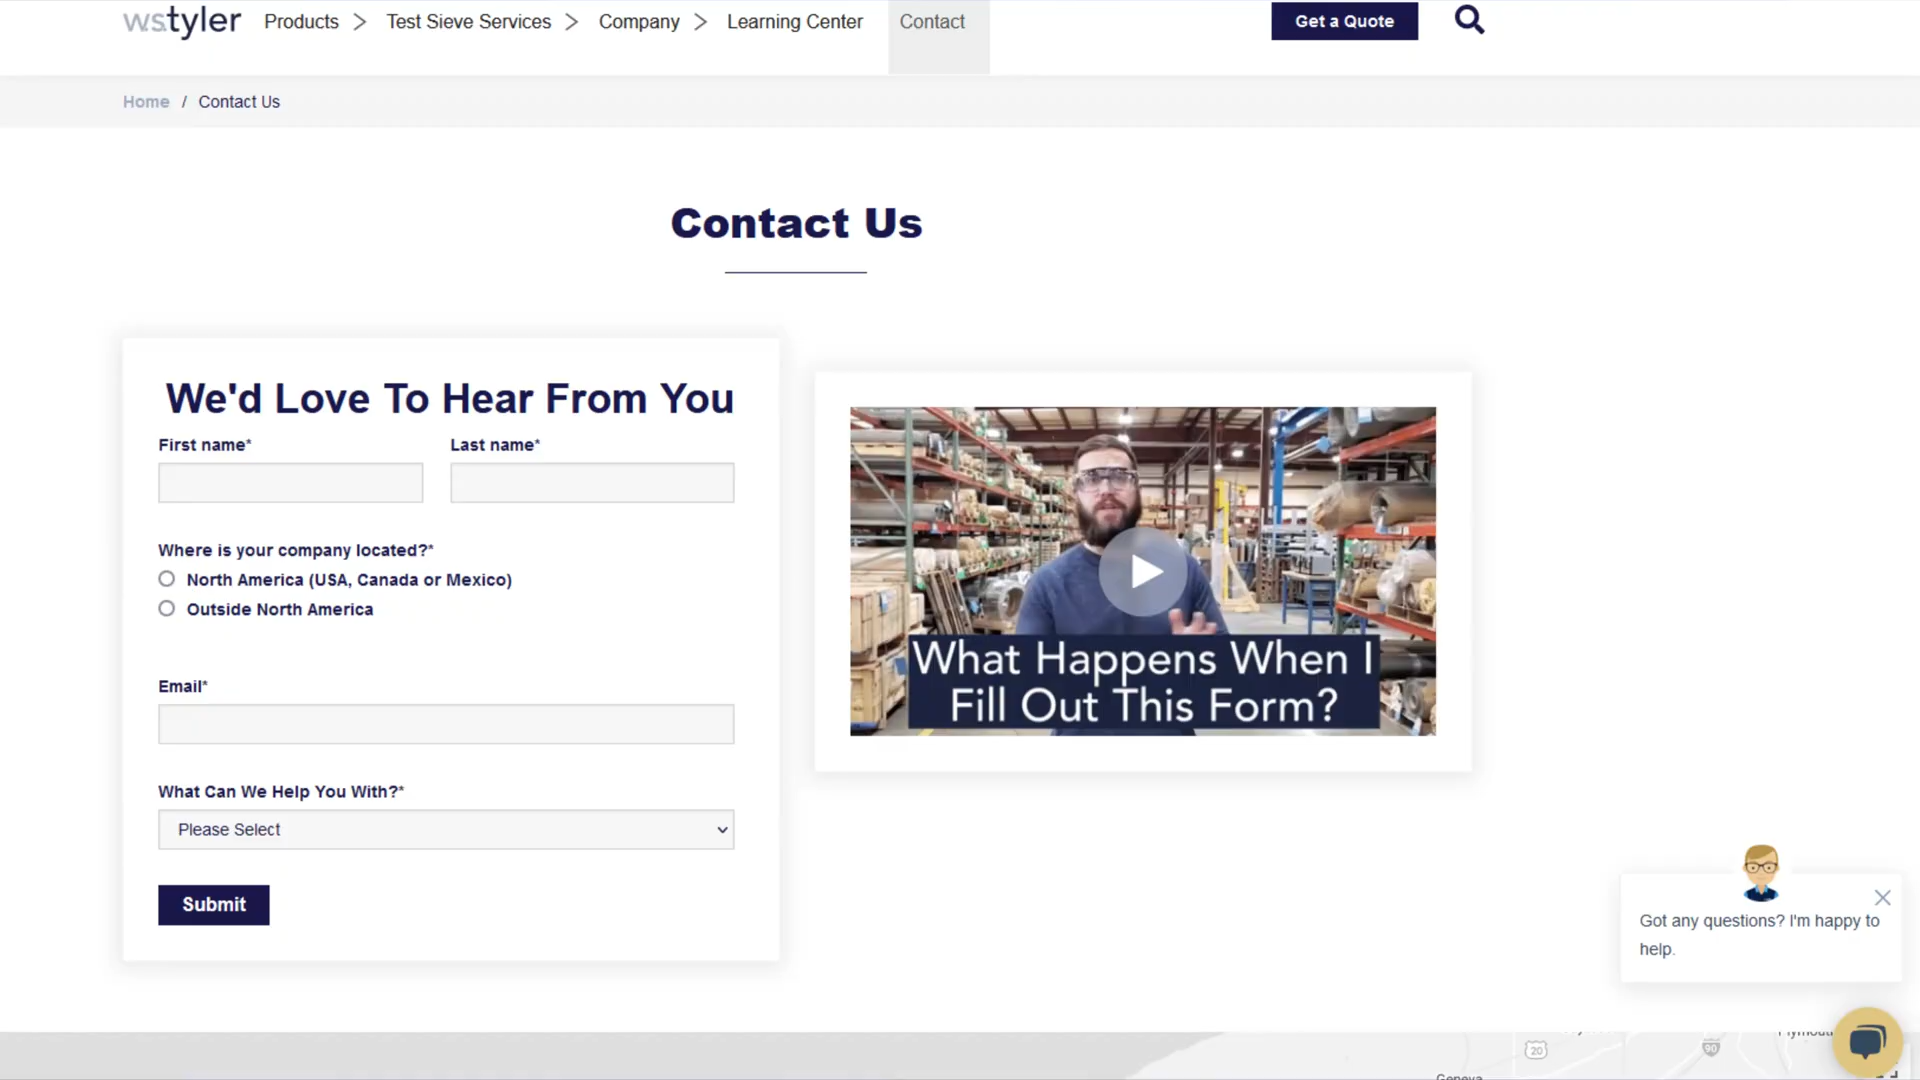 wstyler
Products
Test Sieve Services
Company
Learning Center
Contact
Get a Quote
Home / Contact Us
Contact Us
We'd Love To Hear From You
First name*
Last name*
Where is your company located?*
North America (USA, Canada or Mexico)
Outside North America
Email*
What Can We Help You With?*
Please Select
Submit
What Happens When I
Fill Out This Form?
Got any questions? I'm happy to
help.
20
90